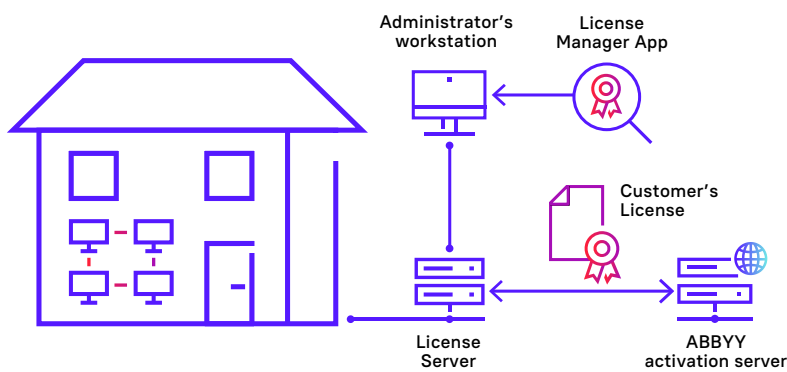 Administrator's
workstation
License
Manager App
Customer's
License
License
Server
ABBYY
activation server